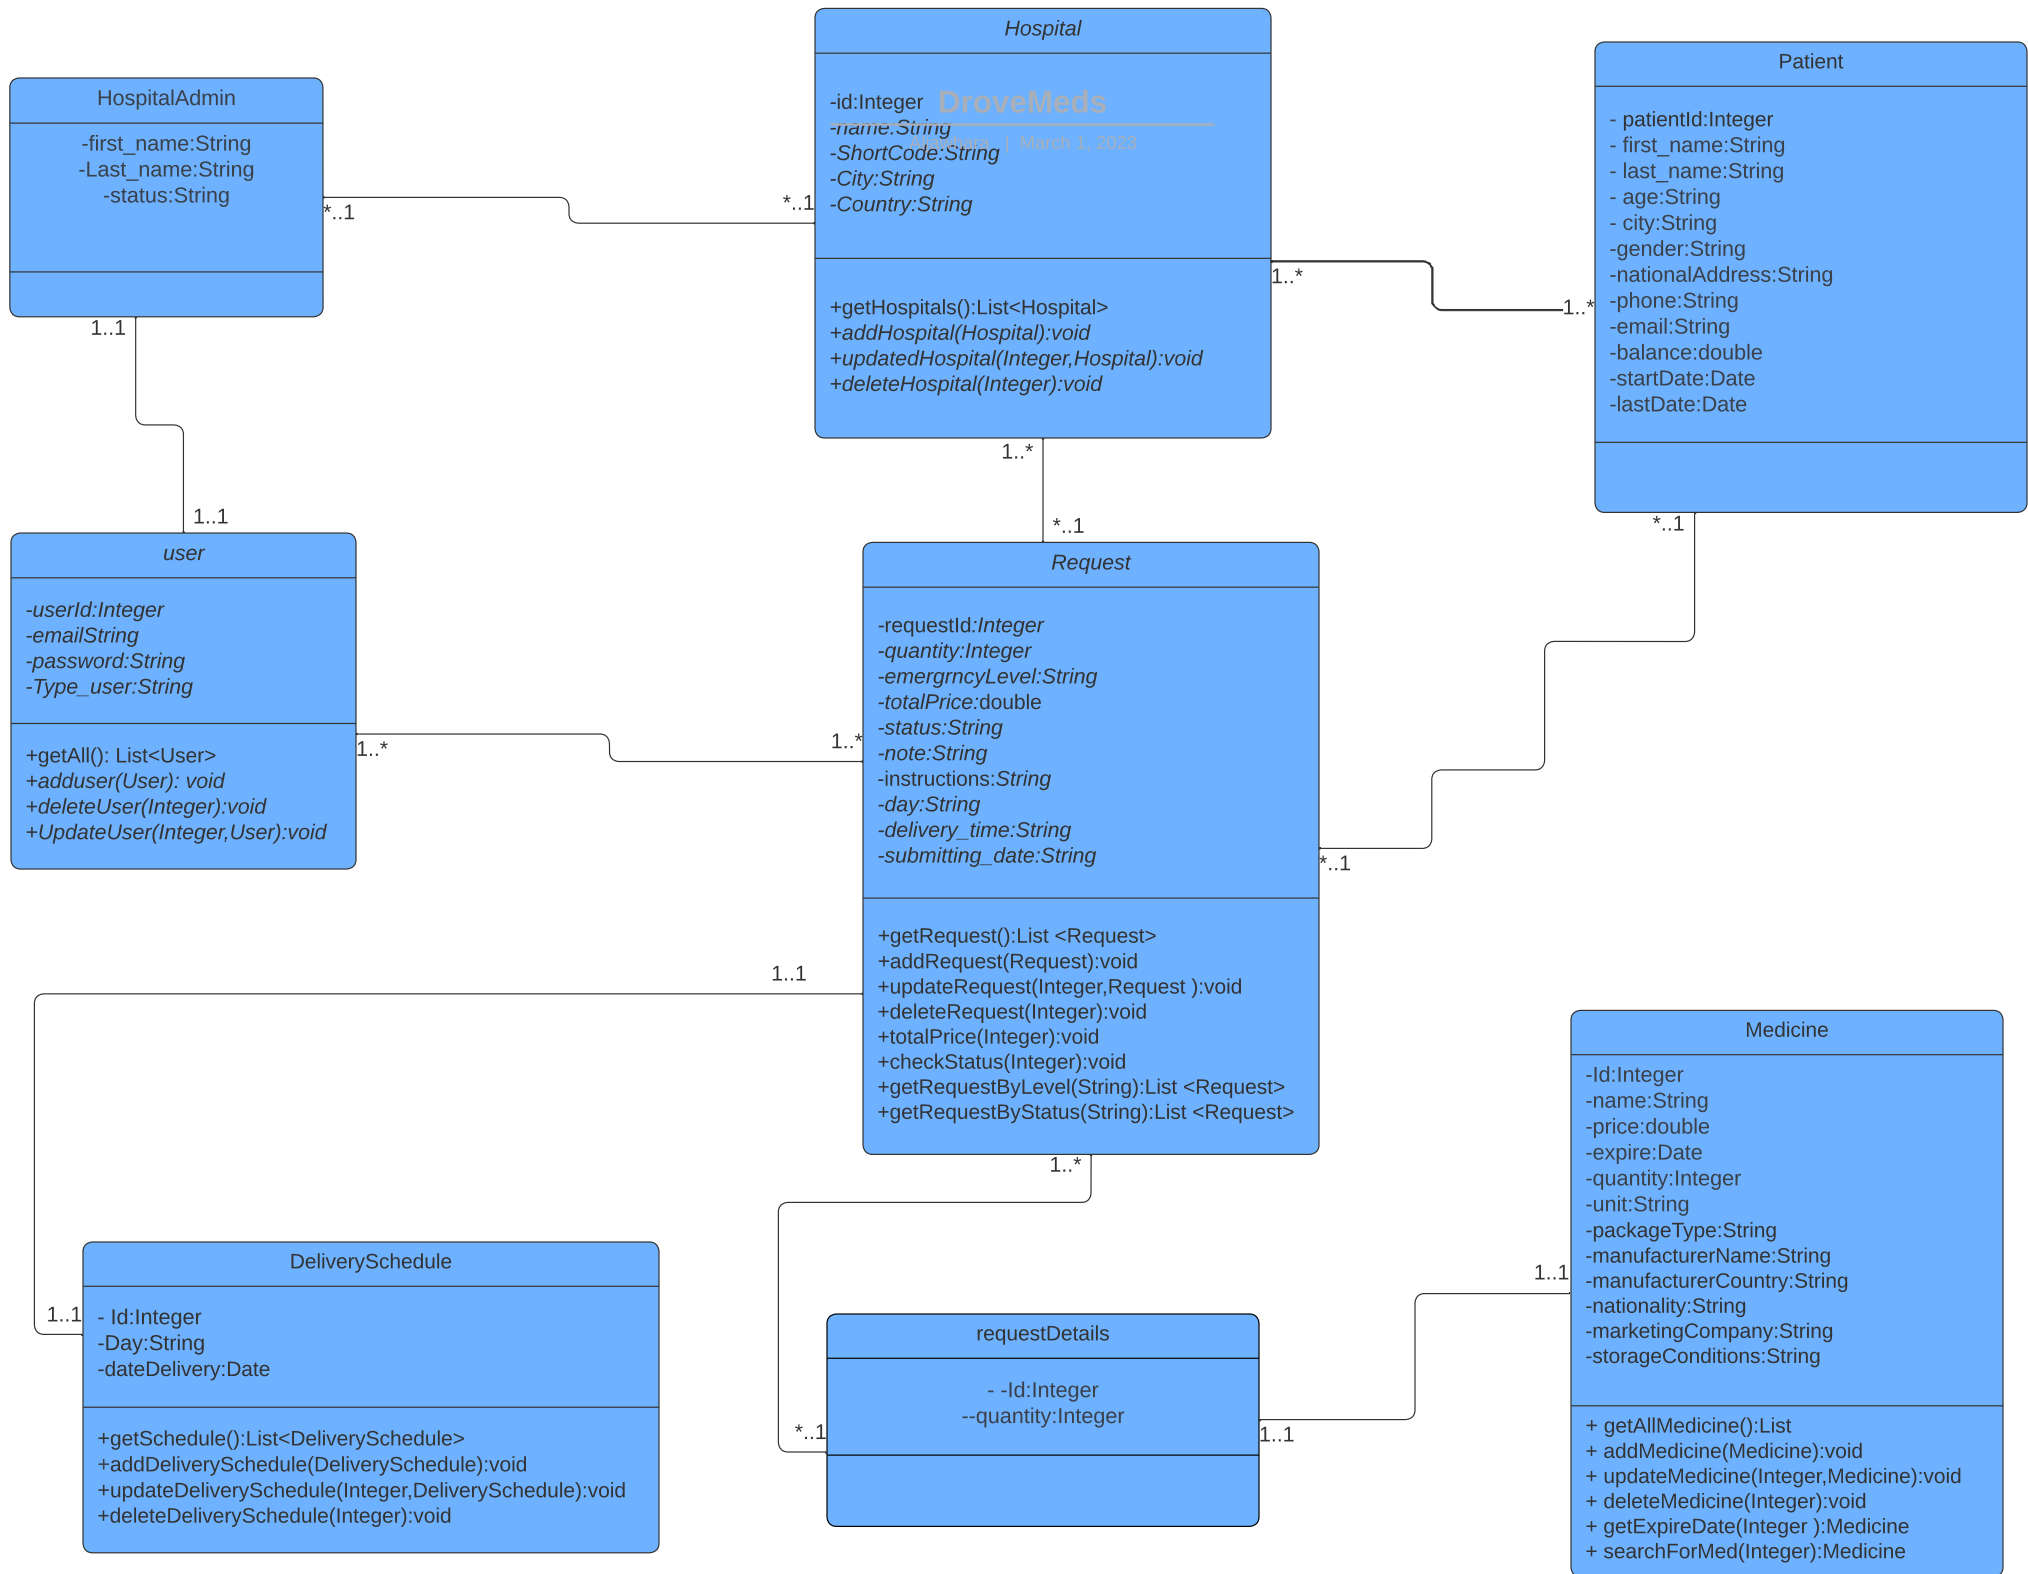 Hospital
-id:Integer
DroveMeds
-name:String
| March 1, 2023
-ShortCode:String
-City:String
-Country:String
+getHospitals():List<Hospital>
+addHospital(Hospital):void
+updatedHospital(Integer,Hospital):void
+deleteHospital(Integer):void
HospitalAdmin
-first_name:String
-Last_name:String
-status:String
*..1
*..1
1..1
1..1
Patient
- patientId:Integer
- first_name:String
- last_name:String
- age:String
- city:String
-gender:String
-nationalAddress:String
-phone:String
-email:String
-balance:double
-startDate:Date
-lastDate:Date
1..*
1..*
1..*
*..1
*..1
*..1
user
-userId:Integer
-emailString
-password:String
-Type_user:String
+getAll(): List<User>
+adduser(User): void
+deleteUser(Integer):void
+UpdateUser(Integer,User):void
1..*
1..*
Request
-requestId:Integer
-quantity:Integer
-emergrncyLevel:String
-totalPrice:double
-status:String
-note:String
-instructions:String
-day:String
-delivery_time:String
-submitting_date:String
+getRequest():List <Request>
+addRequest(Request):void
+updateRequest(Integer,Request ):void
+deleteRequest(Integer):void
+totalPrice(Integer):void
+checkStatus(Integer):void
+getRequestByLevel(String):List <Request>
+getRequestByStatus(String):List <Request>
1..1
1..1
1..*
*..1
DeliverySchedule
- Id:Integer
-Day:String
-dateDelivery:Date
+getSchedule():List<DeliverySchedule>
+addDeliverySchedule(DeliverySchedule):void
+updateDeliverySchedule(Integer,DeliverySchedule):void
+deleteDeliverySchedule(Integer):void
requestDetails
- -Id:Integer
--quantity:Integer
1..1
1..1
Medicine
-Id:Integer
-name:String
-price:double
-expire:Date
-quantity:Integer
-unit:String
-packageType:String
-manufacturerName:String
-manufacturerCountry:String
-nationality:String
-marketingCompany:String
-storageConditions:String
+ getAllMedicine():List
+ addMedicine(Medicine):void
+ updateMedicine(Integer,Medicine):void
+ deleteMedicine(Integer):void
+ getExpireDate(Integer ):Medicine
+ searchForMed(Integer):Medicine